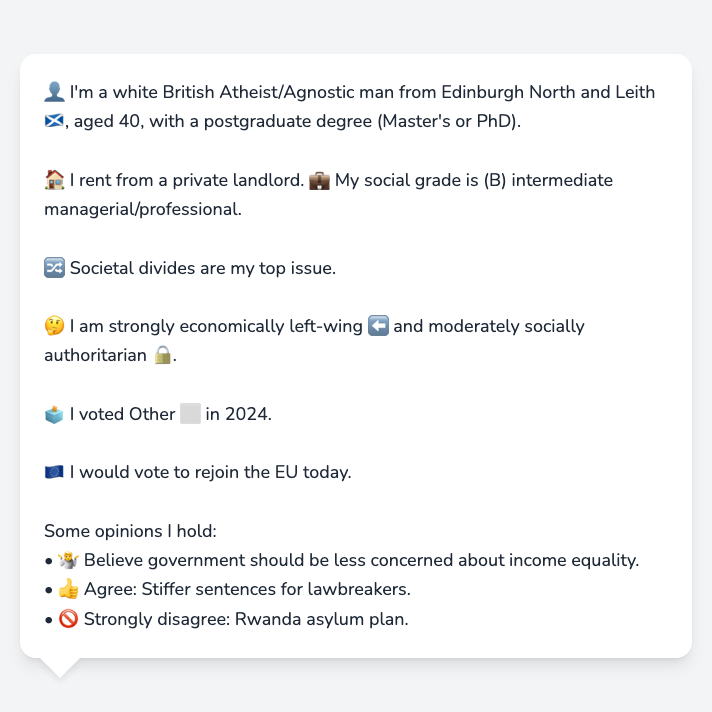 👤 I'm a white British Atheist/Agnostic man from Edinburgh North and Leith
🏴󠁧󠁢󠁳󠁣󠁴󠁿, aged 40, with a postgraduate degree (Master's or PhD).
🏠 I rent from a private landlord. 💼 My social grade is (B) intermediate
managerial/professional.
🔀 Societal divides are my top issue.
🤔 I am strongly economically left-wing ⬅️ and moderately socially
authoritarian 🔒.
🗳️ I voted Other ⬜ in 2024.
🇪🇺 I would vote to rejoin the EU today.
Some opinions I hold:
• 🤷 Believe government should be less concerned about income equality.
• 👍 Agree: Stiffer sentences for lawbreakers.
• 🚫 Strongly disagree: Rwanda asylum plan.